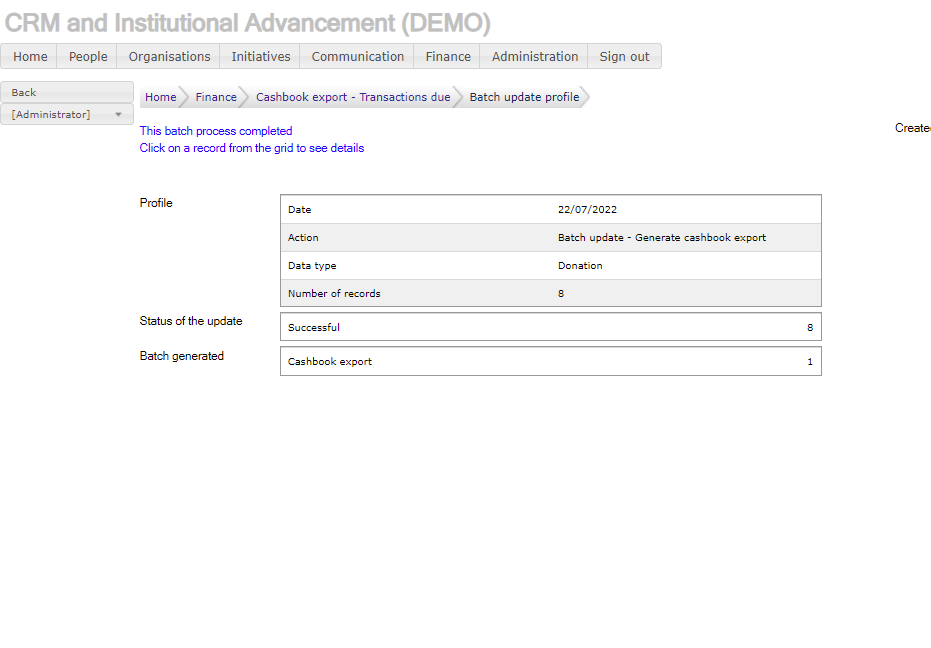 CRM and Institutional Advancement (DEMO)
Home People Organisations Initiatives Communication Finance Administration Sign out
Back
[Administrator]
Home Finance Cashbook export - Transactions due Batch update profile
This batch process completed
Create
Click on a record from the grid to see details
Profile
Date 22/07/2022
Action Batch update - Generate cashbook export
Data type Donation
Number of records 8
Status of the update
Successful 8
Batch generated
Cashbook export 1